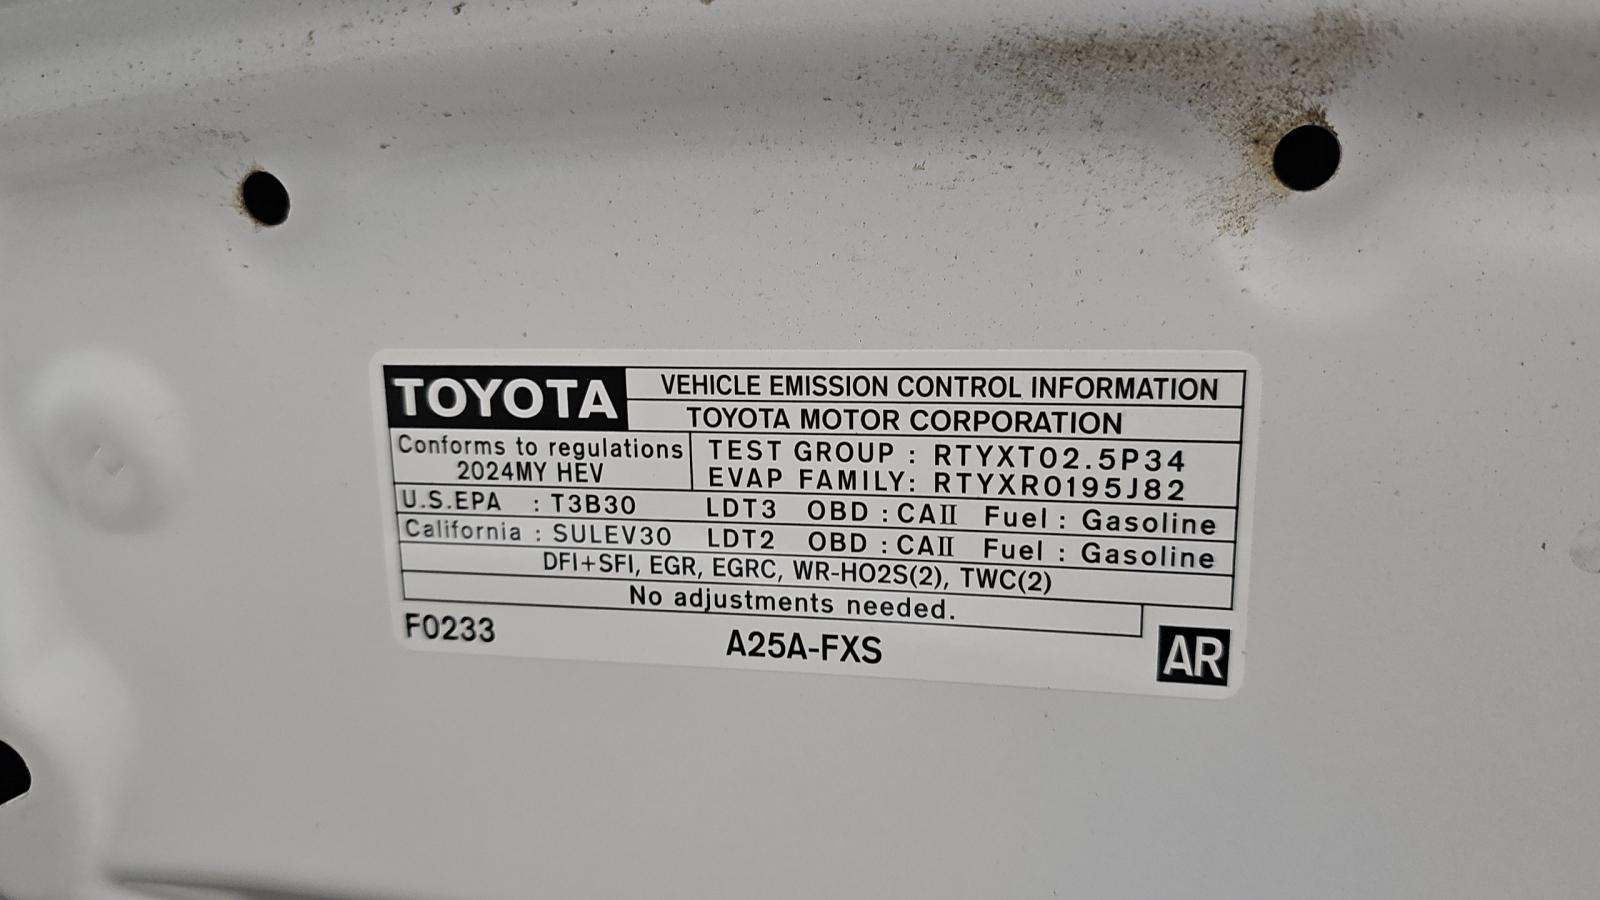 TOYOTA
VEHICLE EMISSION CONTROL INFORMATION
TOYOTA MOTOR CORPORATION
Conforms to regulations
2024MY HEV
TEST GROUP : RTYXT02.5P34
EVAP FAMILY: RTYXR0195J82
U.S.EPA : T3B30 LDT3 OBD : CAII Fuel : Gasoline
California : SULEV30 LDT2 OBD : CAII Fuel : Gasoline
DFI+SFI, EGR, EGRC, WR-HO2S(2), TWC(2)
No adjustments needed.
F0233 A25A-FXS AR